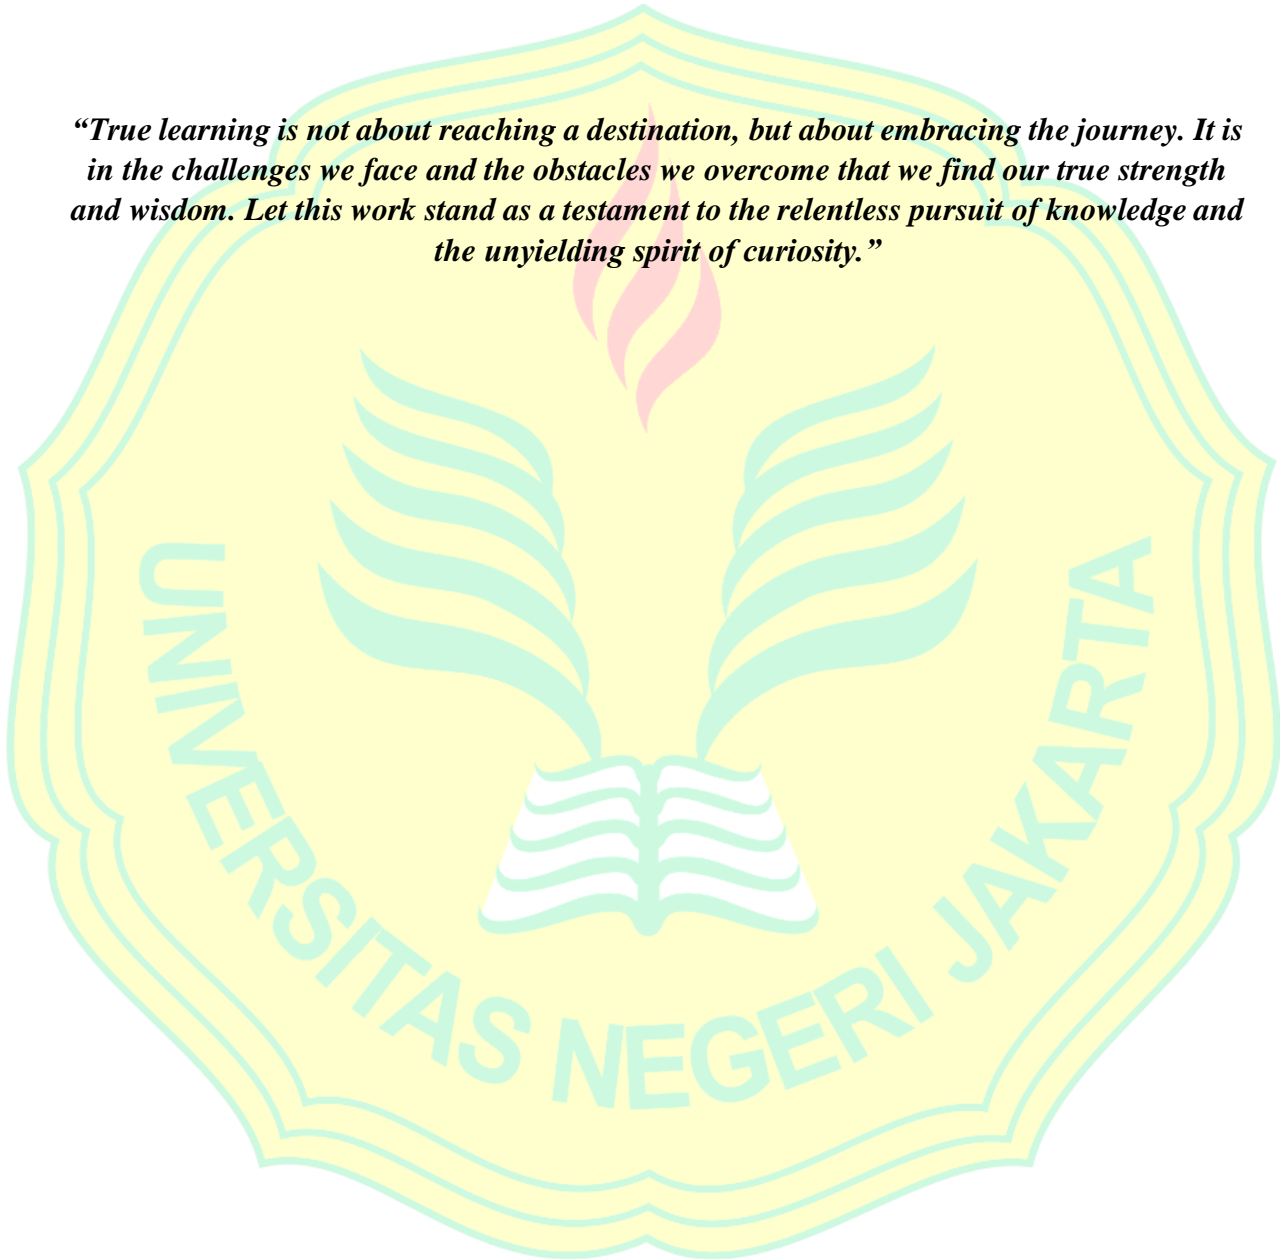 “True learning is not about reaching a destination, but about embracing the journey. It is
in the challenges we face and the obstacles we overcome that we find our true strength
and wisdom. Let this work stand as a testament to the relentless pursuit of knowledge and
the unyielding spirit of curiosity.”
UNIVERSITAS NEGERI JAKARTA